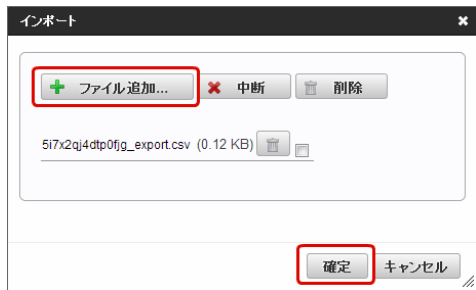 インポート
ファイル追加... 中断 削除
5i7x2qj4dtp0fjg_export.csv (0.12 KB)
確定 キャンセル